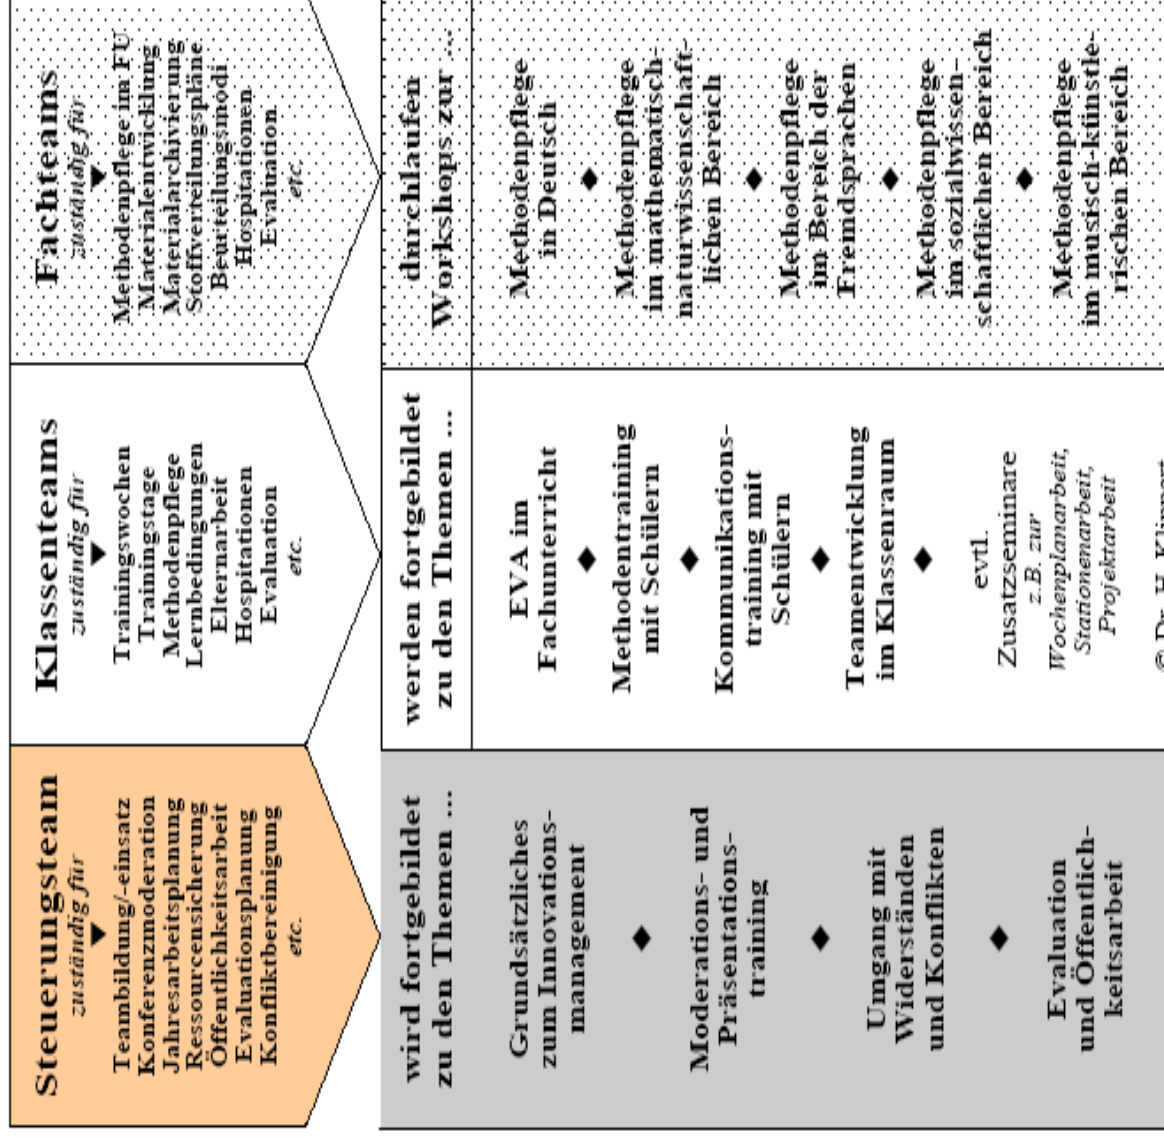 Steuerungsteam
zuständig für
Teambildung/-einsatz
Konferenzmoderation
Jahresarbeitsplanung
Ressourcensicherung
Öffentlichkeitsarbeit
Evaluationsplanung
Konfliktbereinigung
etc.
wird fortgebildet
zu den Themen ...
Grundsätzliches
zum Innovations-
management
Moderations- und
Präsentations-
training
Umgang mit
Widerständen
und Konflikten
Evaluation
und Öffentlich-
keitsarbeit
Klassenteams
zuständig für
Trainingswochen
Trainingstage
Methodenpflege
Lernbedingungen
Elternarbeit
Hospitationen
Evaluation
etc.
werden fortgebildet
zu den Themen ...
EVA im
Fachunterricht
Methodentraining
mit Schülern
Kommunikations-
training mit
Schülern
Teamentwicklung
im Klassenraum
evtl.
Zusatzseminare
z.B. zur
Wochenplanarbeit,
Stationenarbeit,
Projektarbeit
© Dr. H. Klippert
Fachteams
zuständig für
Methodenpflege im FU
Materialentwicklung
Materialarchivierung
Stoffverteilungspläne
Beurteilungsmodi
Hospitationen
Evaluation
etc.
durchlaufen
Workshops zur ...
Methodenpflege
in Deutsch
Methodenpflege
im mathematisch-
naturwissenschaft-
lichen Bereich
Methodenpflege
im Bereich der
Fremdsprachen
Methodenpflege
im sozialwissen-
schaftlichen Bereich
Methodenpflege
im musisch-künstle-
rischen Bereich